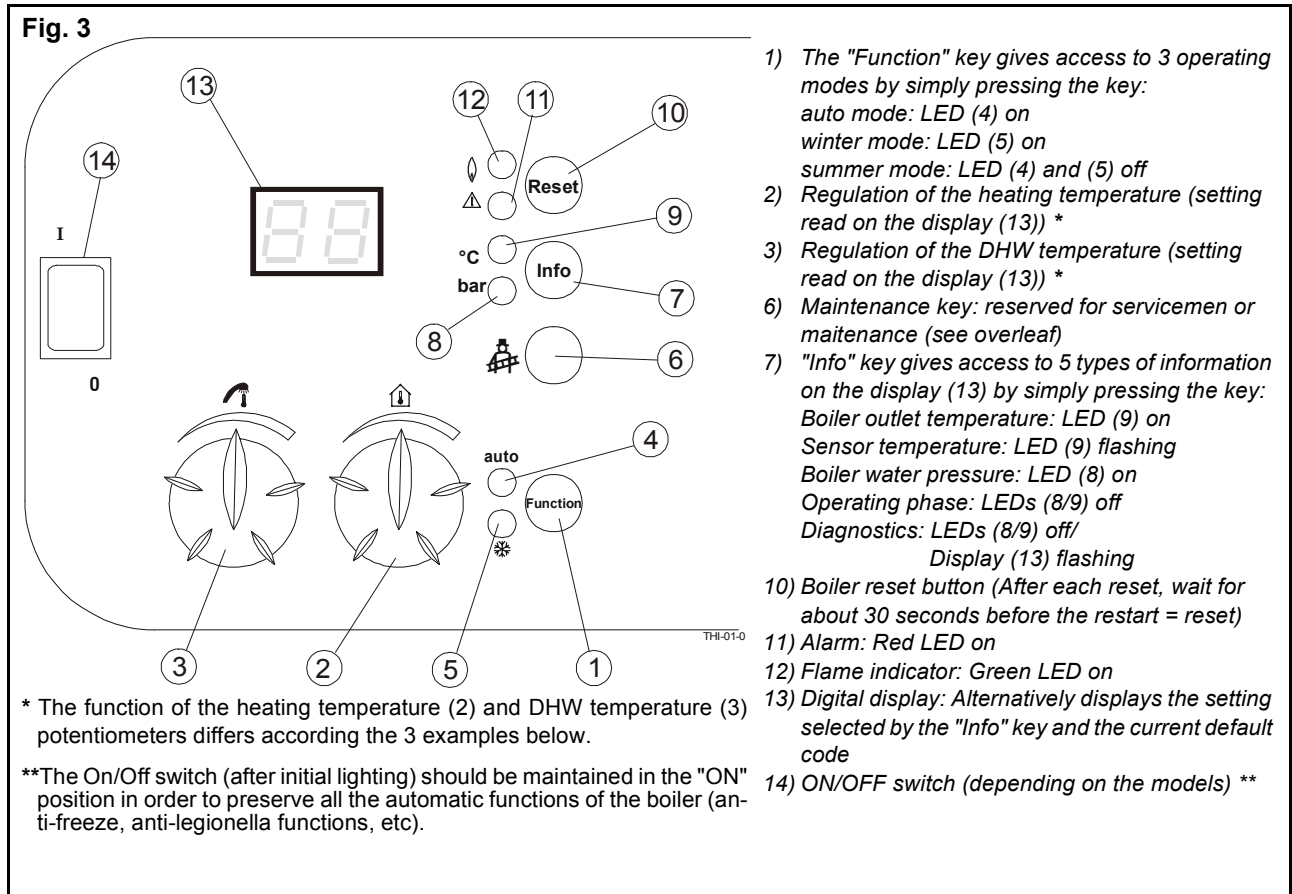 Fig. 3
13
12
11
10
14
Reset
9
I
°C
Info
bar
7
8
6
0
4
auto
Function
THI-01-0
3
2
5
1
* The function of the heating temperature (2) and DHW temperature (3)
potentiometers differs according the 3 examples below.
**The On/Off switch (after initial lighting) should be maintained in the "ON"
position in order to preserve all the automatic functions of the boiler (an-
ti-freeze, anti-legionella functions, etc).
1) The "Function" key gives access to 3 operating
modes by simply pressing the key:
auto mode: LED (4) on
winter mode: LED (5) on
summer mode: LED (4) and (5) off
2) Regulation of the heating temperature (setting
read on the display (13)) *
3) Regulation of the DHW temperature (setting
read on the display (13)) *
6) Maintenance key: reserved for servicemen or
maitenance (see overleaf)
7) "Info" key gives access to 5 types of information
on the display (13) by simply pressing the key:
Boiler outlet temperature: LED (9) on
Sensor temperature: LED (9) flashing
Boiler water pressure: LED (8) on
Operating phase: LEDs (8/9) off
Diagnostics: LEDs (8/9) off/
Display (13) flashing
10) Boiler reset button (After each reset, wait for
about 30 seconds before the restart = reset)
11) Alarm: Red LED on
12) Flame indicator: Green LED on
13) Digital display: Alternatively displays the setting
selected by the "Info" key and the current default
code
14) ON/OFF switch (depending on the models) **